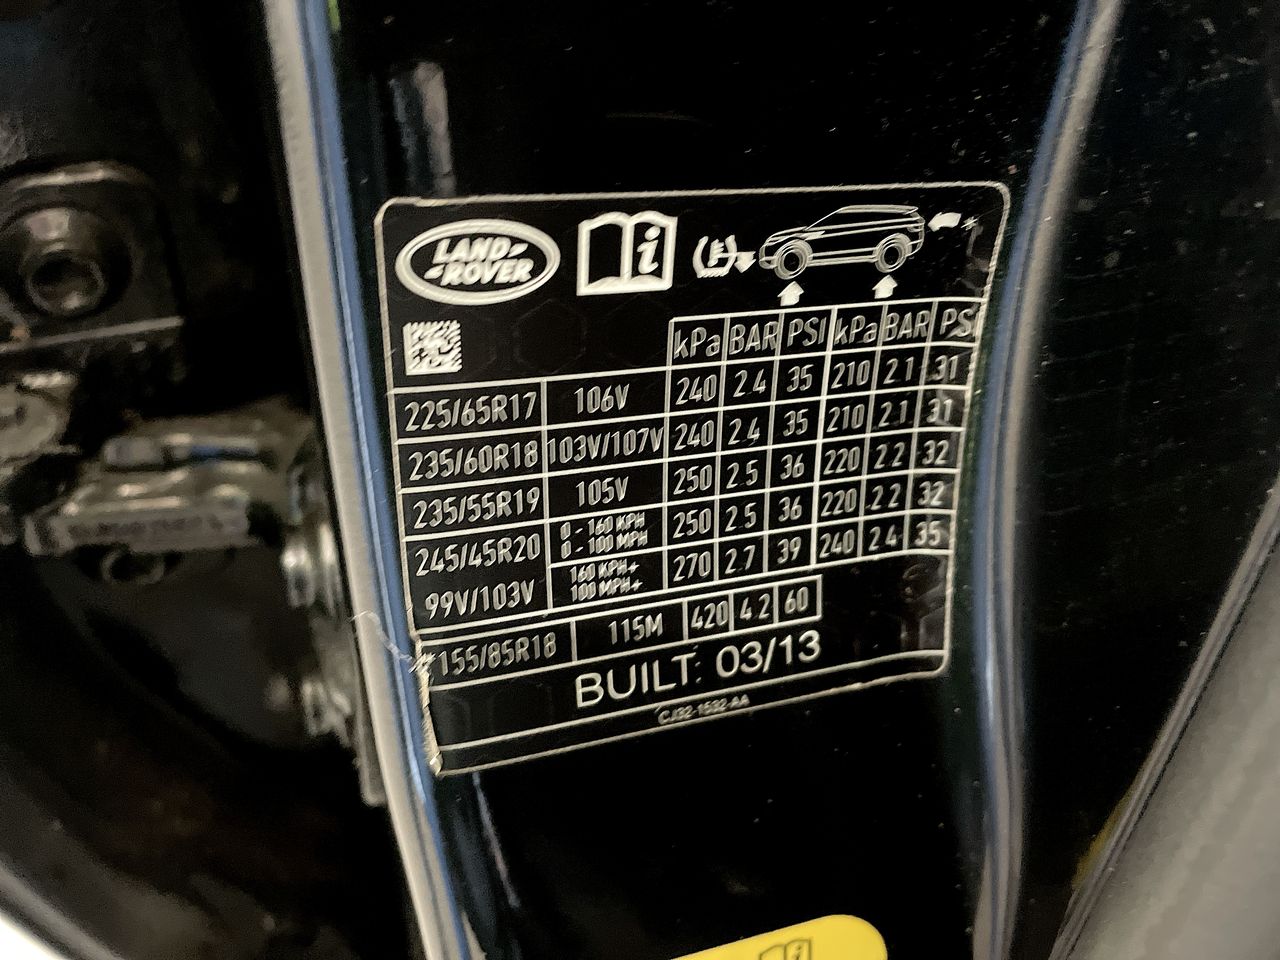 LAND ROVER
i
kPa BAR PSI kPa BAR PSI
225/65R17 106V 240 2.4 35 210 2.1 31
235/60R18 103V/107V 240 2.4 35 210 2.1 31
235/55R19 105V 250 2.5 36 220 2.2 32
245/45R20 0 - 160 KPH 0 - 100 MPH 250 2.5 36 220 2.2 32
99V/103V 160 KPH+ 100 MPH+ 270 2.7 39 240 2.4 35
T155/85R18 115M 420 4.2 60
BUILT: 03/13
CJ32-1532-AA
i